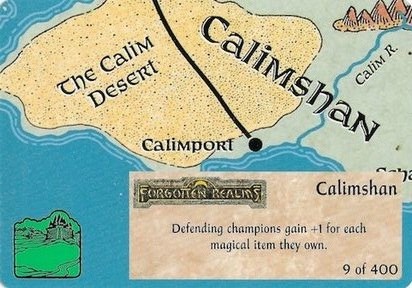 The Calim
Desert
Calimshan
Calim R.
Calimport
Forgotten Realms
Calimshan
Defending champions gain +1 for each
magical item they own.
9 of 400